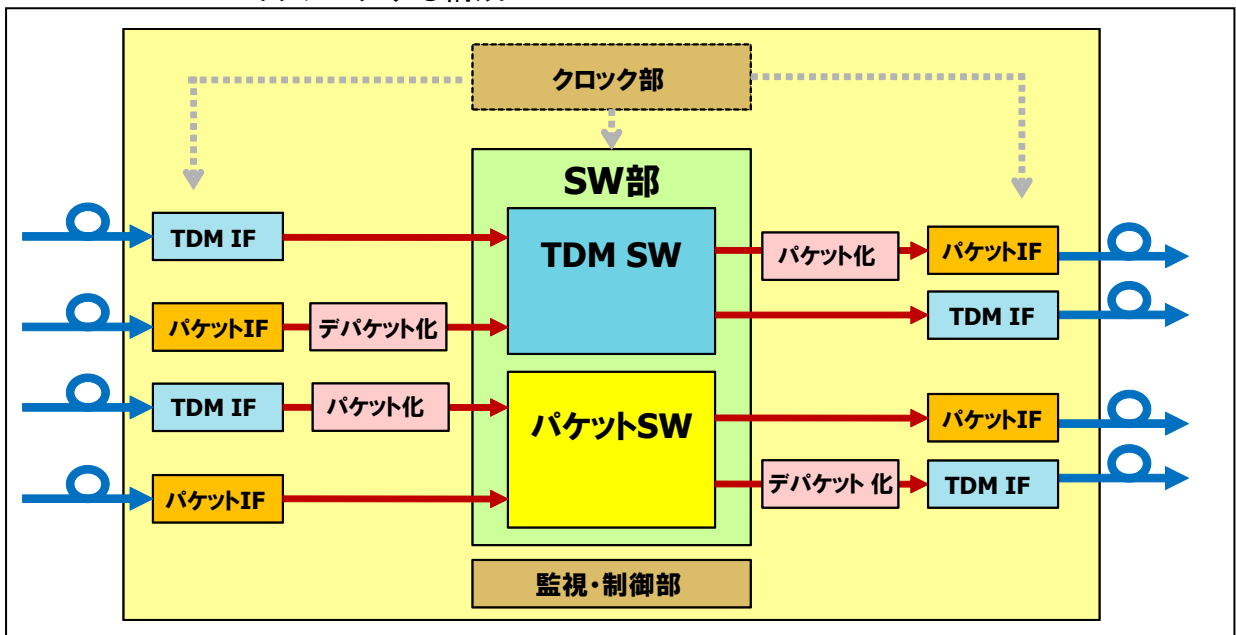 クロック部
SW部
TDM IF
TDM SW
パケット化
パケットIF
TDM IF
パケットIF
デパケット化
TDM IF
パケット化
パケットSW
パケットIF
パケットIF
デパケット 化
TDM IF
監視・制御部